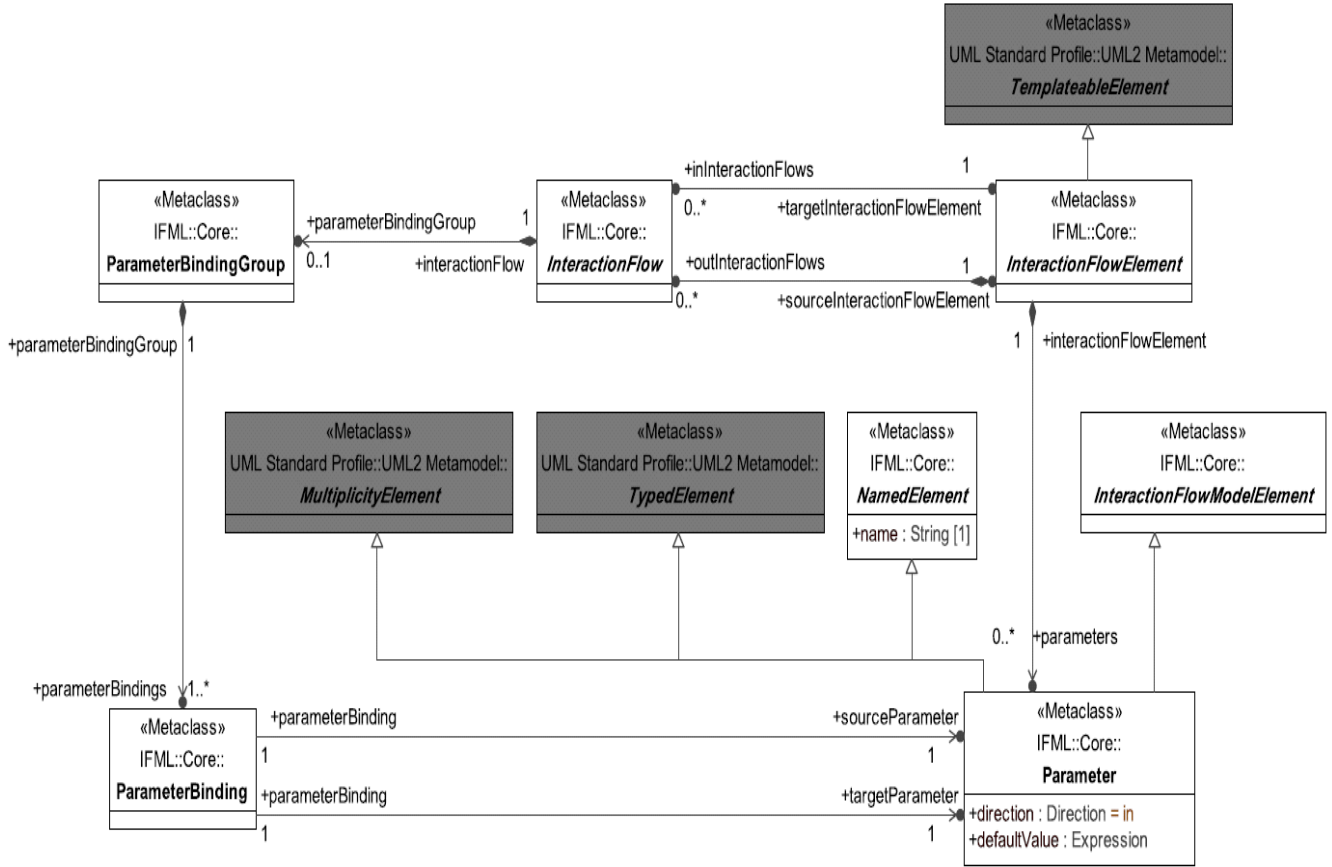 «Metaclass»
UML Standard Profile::UML2 Metamodel::
TemplateableElement
«Metaclass»
IFML::Core::
ParameterBindingGroup
+parameterBindingGroup
0..1
1
+interactionFlow
«Metaclass»
IFML::Core::
InteractionFlow
+inInteractionFlows
0..*
1
+targetInteractionFlowElement
+outInteractionFlows
0..*
1
+sourceInteractionFlowElement
«Metaclass»
IFML::Core::
InteractionFlowElement
+parameterBindingGroup
1
1
+interactionFlowElement
«Metaclass»
UML Standard Profile::UML2 Metamodel::
MultiplicityElement
«Metaclass»
UML Standard Profile::UML2 Metamodel::
TypedElement
«Metaclass»
IFML::Core::
NamedElement
+name : String [1]
«Metaclass»
IFML::Core::
InteractionFlowModelElement
0..*
+parameters
+parameterBindings
1..*
«Metaclass»
IFML::Core::
ParameterBinding
+parameterBinding
1
+sourceParameter
1
+parameterBinding
1
+targetParameter
1
«Metaclass»
IFML::Core::
Parameter
+direction : Direction = in
+defaultValue : Expression